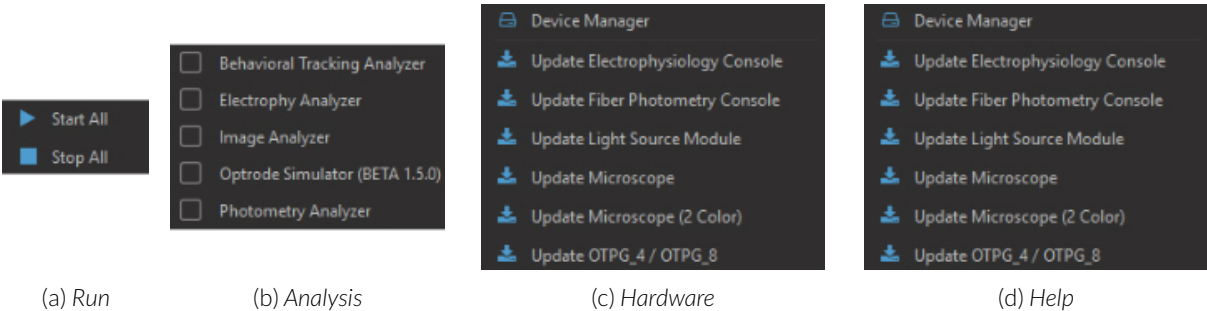 Start All
Stop All
(a) Run
Behavioral Tracking Analyzer
Electrophy Analyzer
Image Analyzer
Optrode Simulator (BETA 1.5.0)
Photometry Analyzer
(b) Analysis
Device Manager
Update Electrophysiology Console
Update Fiber Photometry Console
Update Light Source Module
Update Microscope
Update Microscope (2 Color)
Update OTPG_4 / OTPG_8
(c) Hardware
Device Manager
Update Electrophysiology Console
Update Fiber Photometry Console
Update Light Source Module
Update Microscope
Update Microscope (2 Color)
Update OTPG_4 / OTPG_8
(d) Help